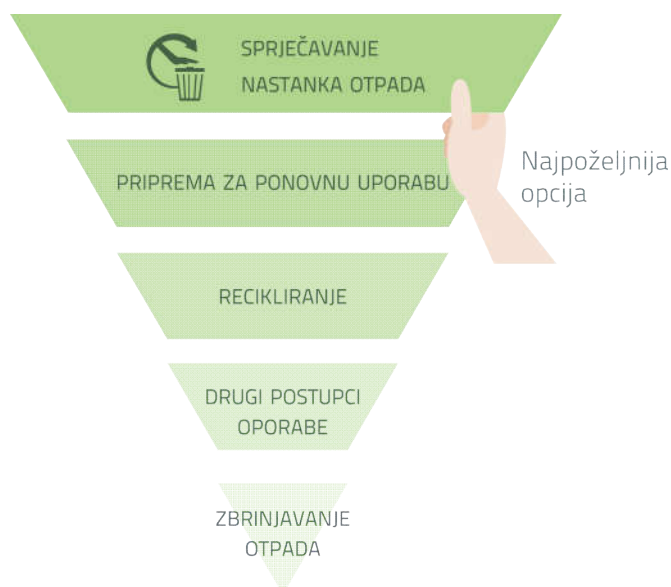 SPRJEČAVANJE
NASTANKA OTPADA
PRIPREMA ZA PONOVNU UPORABU
Najpoželjnija
opcija
RECIKLIRANJE
DRUGI POSTUPCI
OPORABE
ZBRINJAVANJE
OTPADA